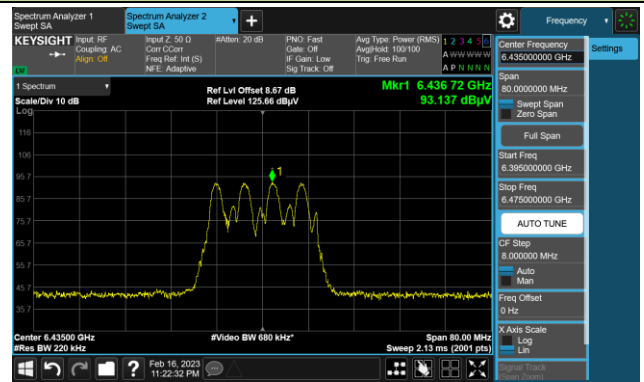 Spectrum Analyzer 1
Swept SA
Spectrum Analyzer 2
Swept SA
Frequency
KEYSIGHT
Input: RF
Coupling: AC
Align: Off
Input Z: 50 Ω
Corr CCorr
Freq Ref: Int (S)
NFE: Adaptive
#Atten: 20 dB
PNO: Fast
Gate: Off
IF Gain: Low
Sig Track: Off
Avg Type: Power (RMS)
Avg|Hold: 100/100
Trig: Free Run
1 2 3 4 5 6
A W W W W W
A P N N N N
LW
1 Spectrum
Scale/Div 10 dB
Log
Ref Lvl Offset 8.67 dB
Ref Level 125.66 dBµV
Mkr1 6.436 72 GHz
93.137 dBµV
116
106
95.7
85.7
75.7
65.7
55.7
45.7
35.7
1
Center 6.43500 GHz
#Res BW 220 kHz
#Video BW 680 kHz*
Span 80.00 MHz
Sweep 2.13 ms (2001 pts)
Center Frequency
6.435000000 GHz
Settings
Span
80.0000000 MHz
Swept Span
Zero Span
Full Span
Start Freq
6.395000000 GHz
Stop Freq
6.475000000 GHz
AUTO TUNE
CF Step
8.000000 MHz
Auto
Man
Freq Offset
0 Hz
X Axis Scale
Log
Lin
Signal Track
(Span Zoom)
?
Feb 16, 2023
11:22:32 PM